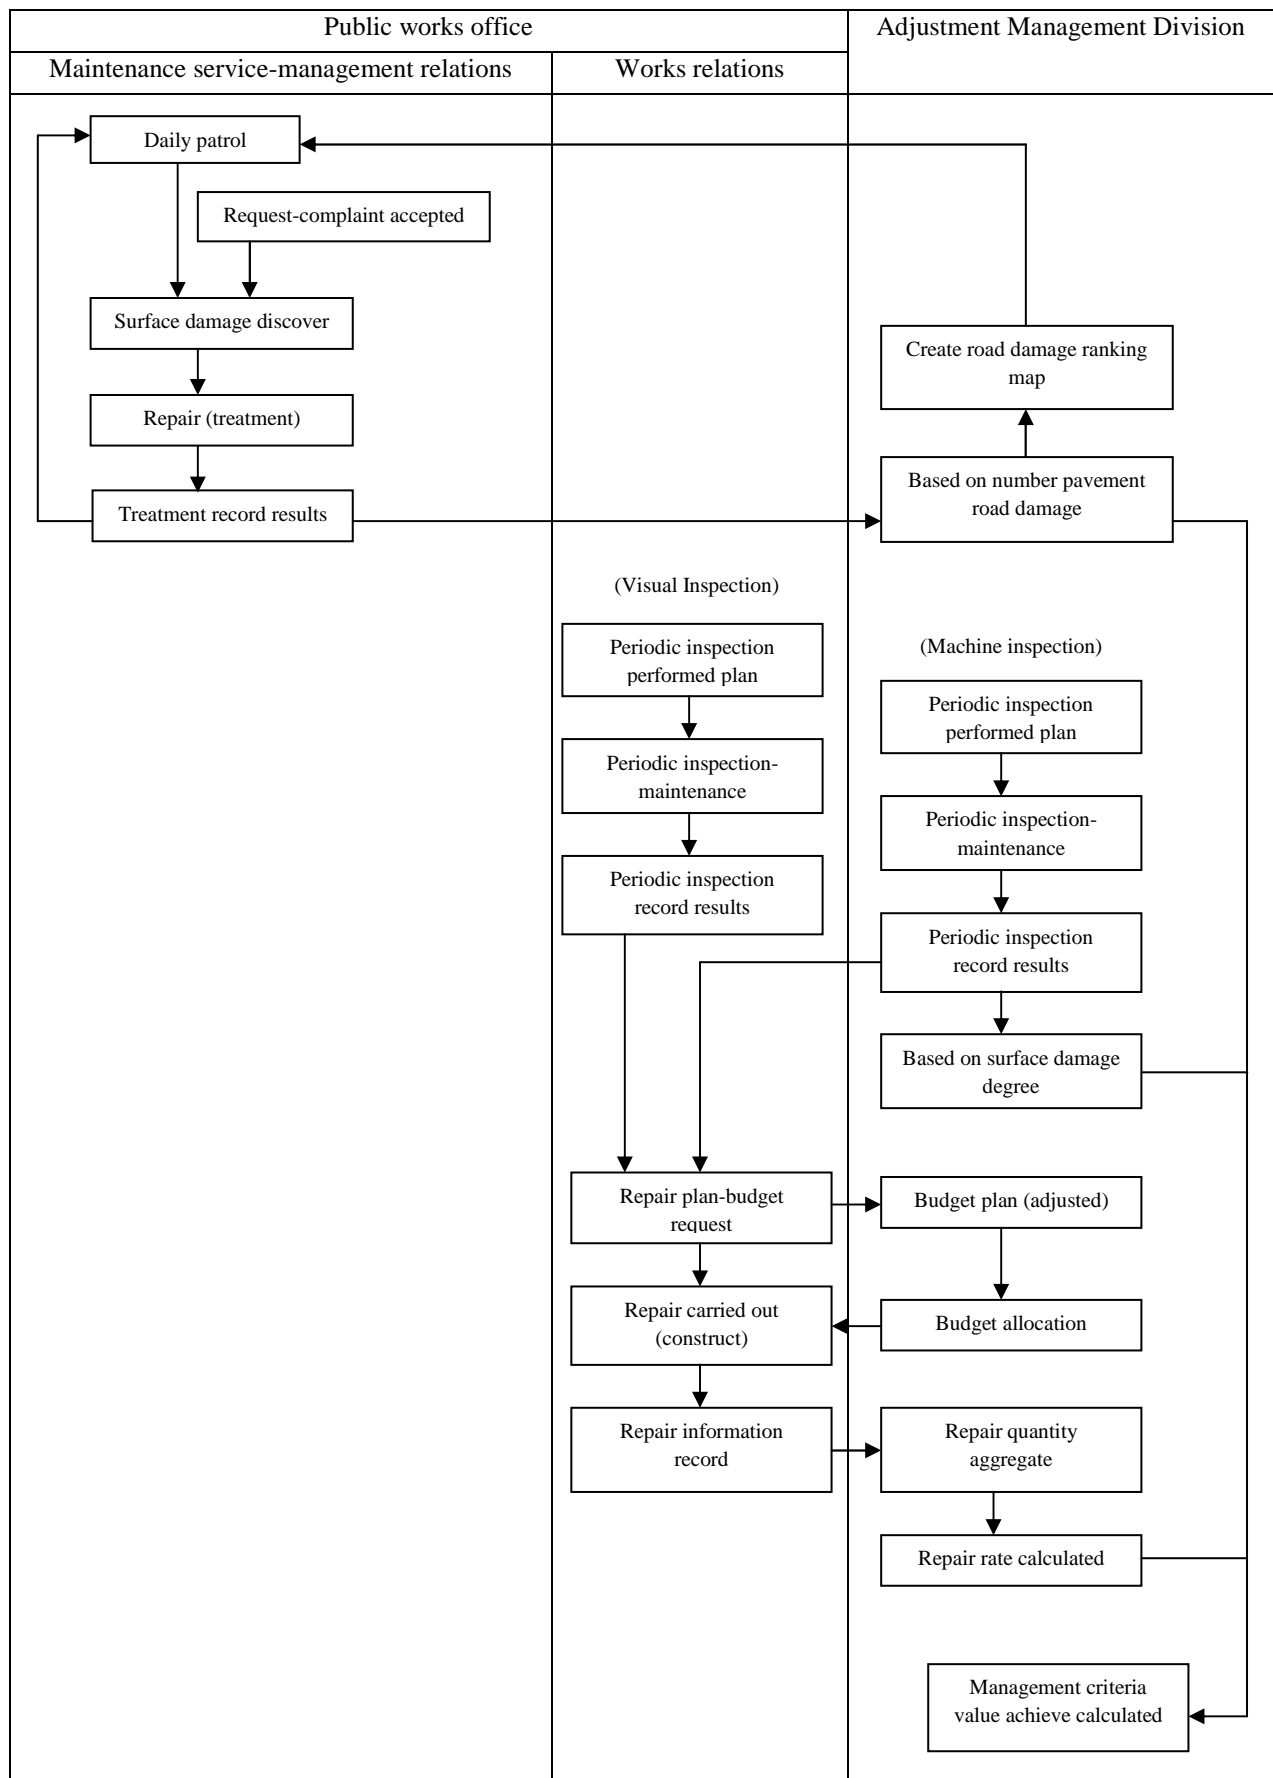 Public works office
Adjustment Management Division
Maintenance service-management relations
Works relations
Daily patrol
Request-complaint accepted
Surface damage discover
Repair (treatment)
Treatment record results
Create road damage ranking
map
Based on number pavement
road damage
(Visual Inspection)
Periodic inspection
performed plan
Periodic inspection-
maintenance
Periodic inspection
record results
(Machine inspection)
Periodic inspection
performed plan
Periodic inspection-
maintenance
Periodic inspection
record results
Based on surface damage
degree
Repair plan-budget
request
Budget plan (adjusted)
Repair carried out
(construct)
Budget allocation
Repair information
record
Repair quantity
aggregate
Repair rate calculated
Management criteria
value achieve calculated